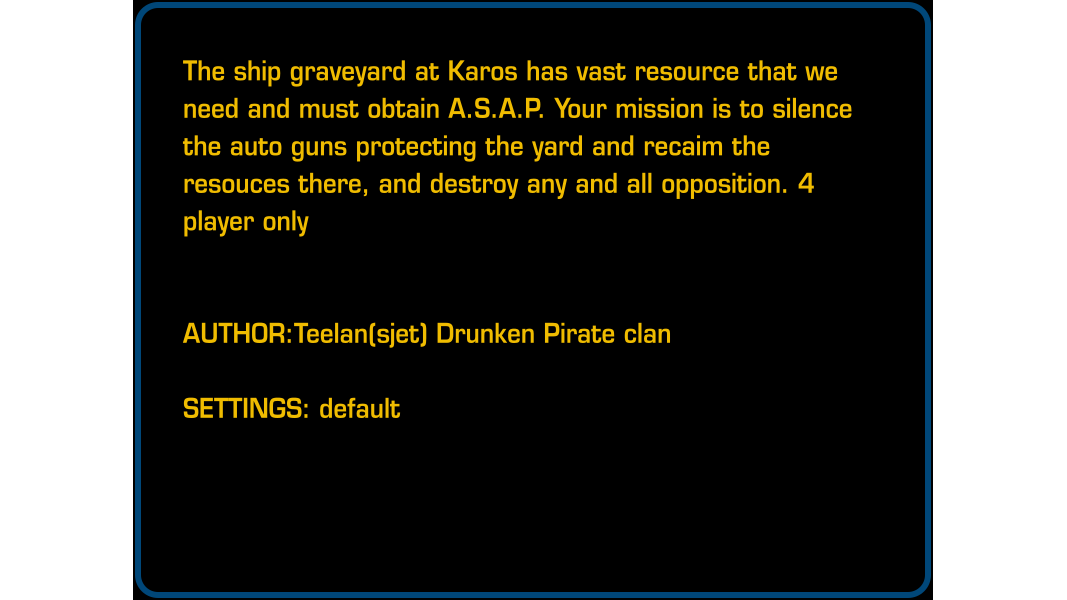 The ship graveyard at Karos has vast resource that we
need and must obtain A.S.A.P. Your mission is to silence
the auto guns protecting the yard and recaim the
resouces there, and destroy any and all opposition. 4
player only
AUTHOR:Teelan(sjet) Drunken Pirate clan
SETTINGS: default